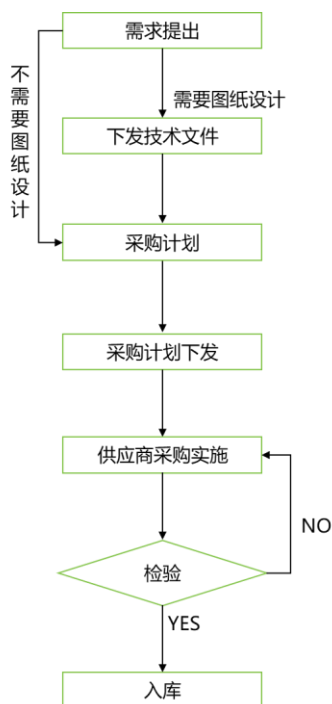 需求提出
不需要图纸设计
需要图纸设计
下发技术文件
采购计划
采购计划下发
供应商采购实施
NO
检验
YES
入库